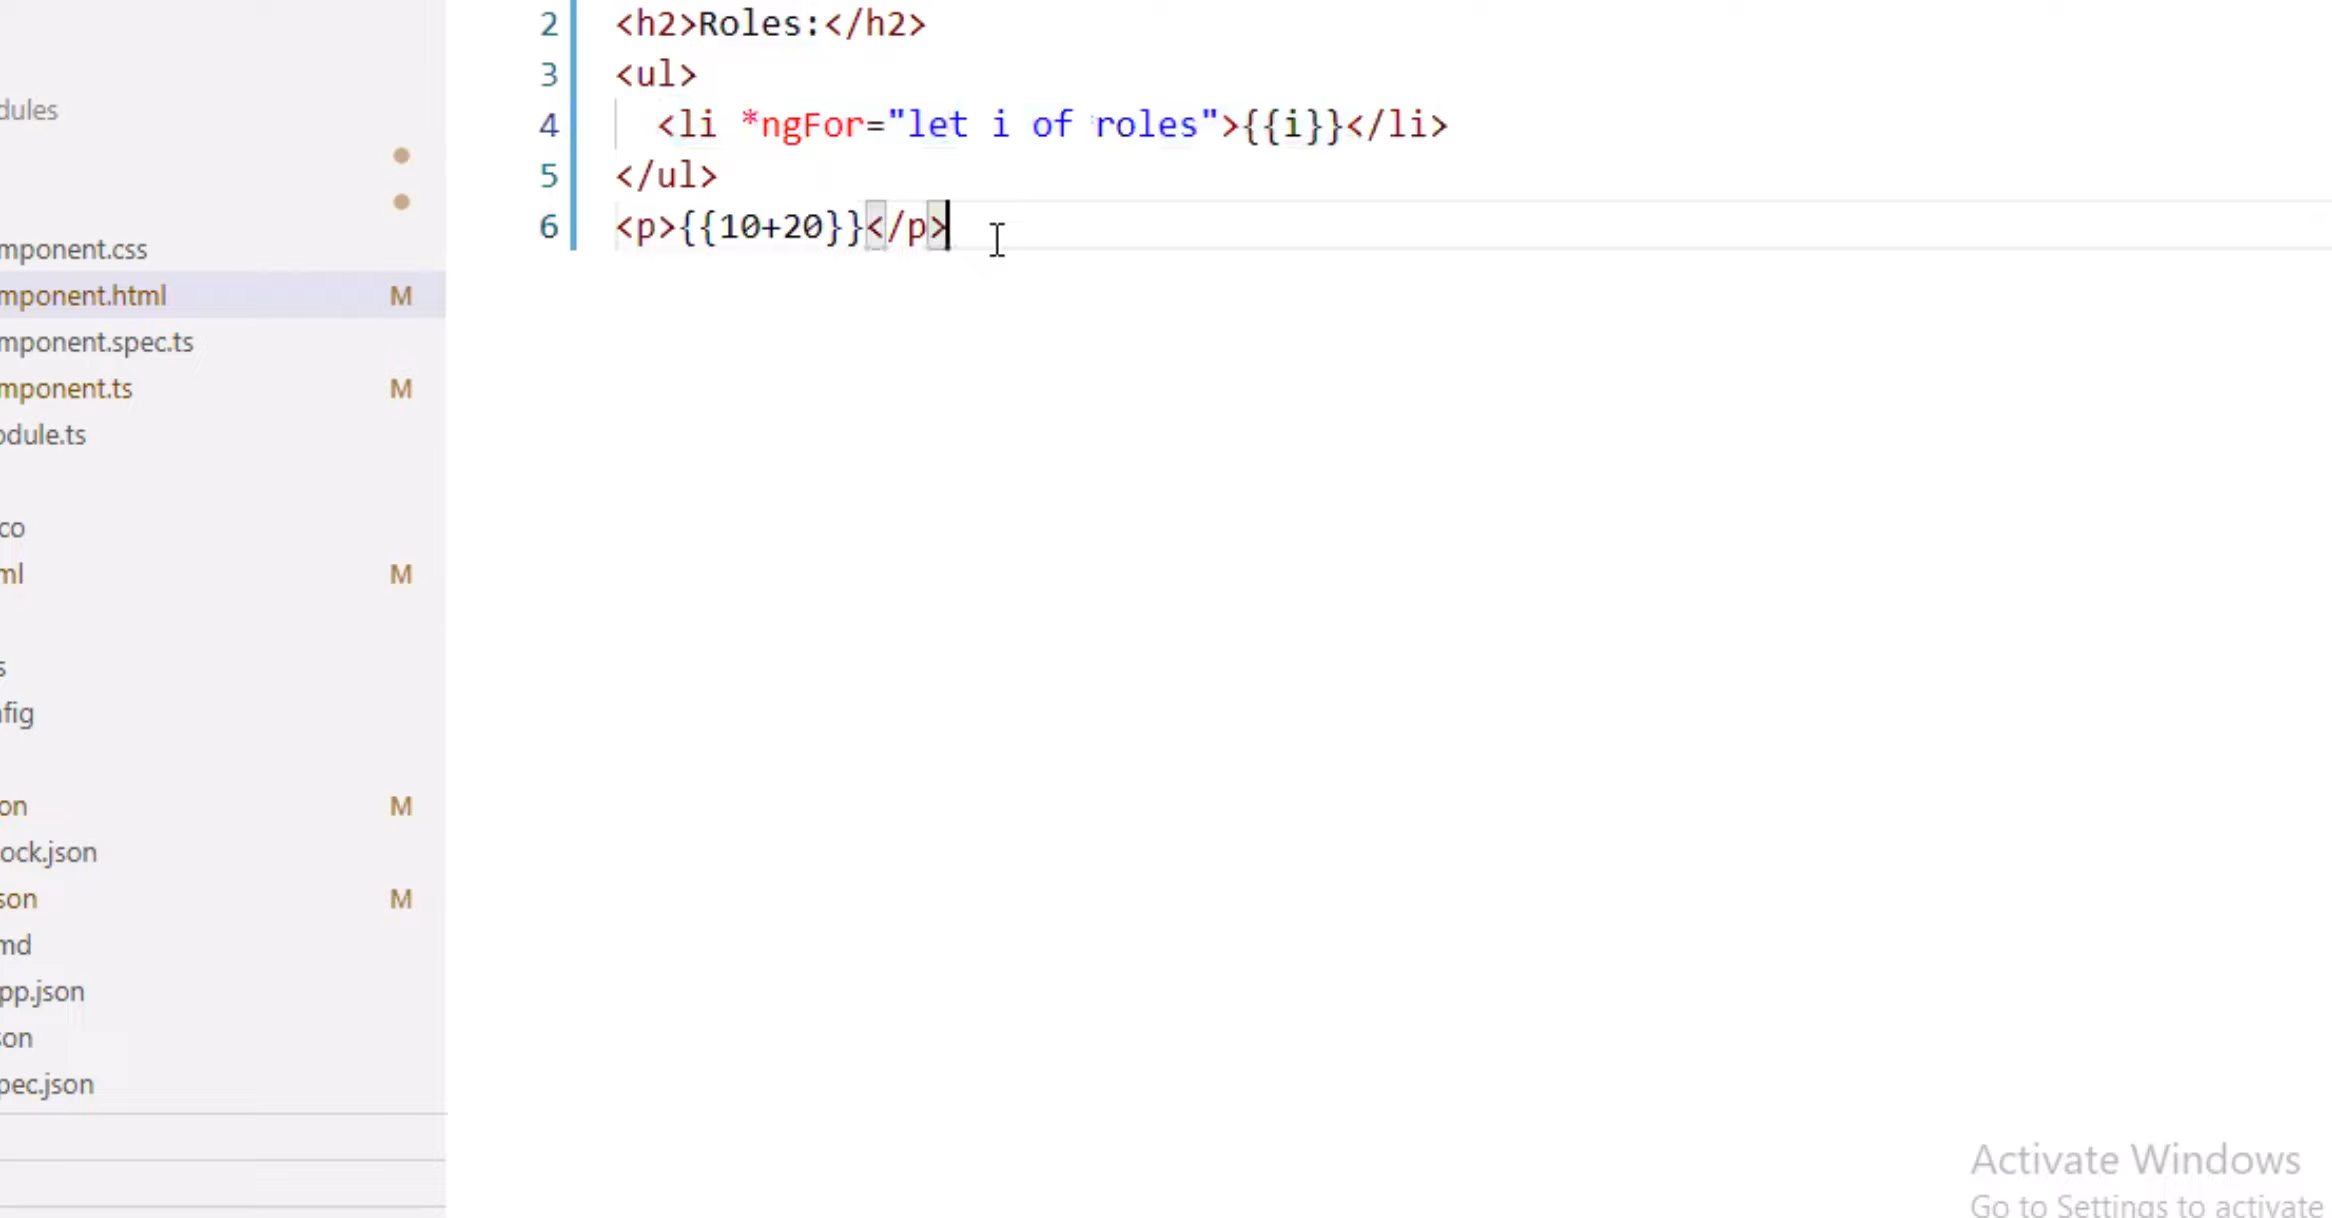 dules
mponent.css
mponent.html M
mponent.spec.ts
mponent.ts M
odule.ts
co
ml M
s
nfig
on M
ock.json
son M
md
pp.json
son
pec.json
2 <h2>Roles:</h2>
3 <ul>
4 <li *ngFor="let i of roles">{{i}}</li>
5 </ul>
6 <p>{{10+20}}</p>
Activate Windows
Go to Settings to activate